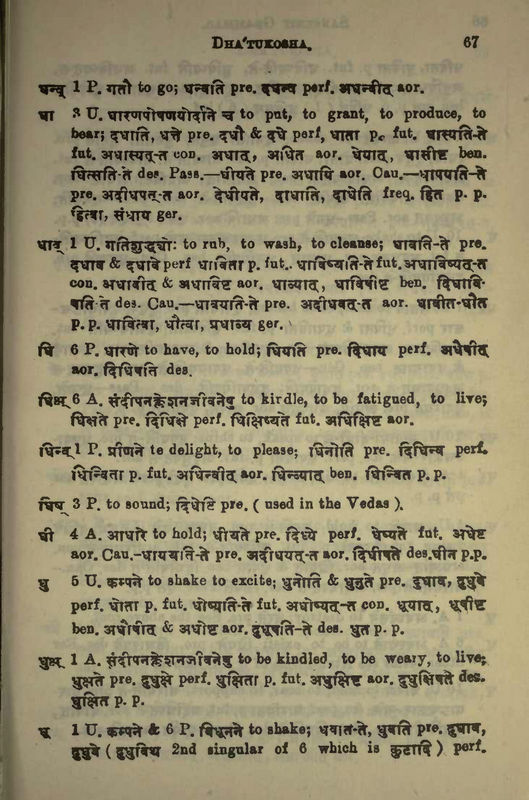 DHA'TUKOSHA. 67
धन्व् 1 P. गतौ to go; धन्वति pre. दधन्व perf. अधन्वीत् aor.
धा 3 U. धारणपोषणयोर्दाने च to put, to grant, to produce, to
bear; दधाति, धत्ते pre. दधौ & दधे perf, धाता p. fut. धास्यति-ते
fut. अधास्यत्-त con. अधात्, अधित aor. धेयात्, धासीष्ट ben.
धित्सति-ते des. Pass.—धीयते pre. अधायि aor. Cau.—धापयति-ते
pre. अदीधपत्-त aor. देधीयते, दाधाति, दाधेति freq. हित p. p.
हित्वा, संधाय ger.
धाव् 1 U. गतिशुद्धयोः to rub, to wash, to cleanse; धावति-ते pre.
दधाव & दधावे perf धाविता p. fut. धाविष्यति-ते fut. अधाविष्यत्-त
con. अधावीत् & अधाविष्ट aor. धाव्यात्, धाविषीष्ट ben. दिधावि-
षति ते des. Cau.—धावयति-ते pre. अदीधवत्-त aor. धावीत-धौत
p. p. धावित्वा, धौत्वा, प्रधाव्य ger.
धि 6 P. धारणे to have, to hold; धियति pre. दिधाय perf. अधैषीत्
aor. दिधिषति des.
धिक्ष् 6 A. संदीपनक्लेशनजीवनेषु to kirdle, to be fatigued, to live;
धिक्षते pre. दिधिक्षे perf. धिक्षिष्यते fut. अधिक्षिष्ट aor.
धिन्व् 1 P. प्रीणने te delight, to please; धिनोति pre. दिधिन्व perf.
धिन्विता p. fut. अधिन्वीत् aor. धिन्व्यात् ben. धिन्वित p. p.
धिष् 3 P. to sound; दिधेष्टि pre. ( used in the Vedas ).
धी 4 A. आधारे to hold; धीयते pre. दिध्ये perf. धेष्यते fut. अधेष्ट
aor. Cau.-धाययति-ते pre. अदीधयत्-त aor. दिधीषते des. धीन p.p.
धु 5 U. कम्पने to shake to excite; धुनोति & धुनुते pre. दुधाव, दुधुवे
perf. धोता p. fut. धोष्यति-ते fut. अधोष्यत्-त con. धूयात्, धूषीष्ट
ben. अधौषीत् & अधोष्ट aor. दुधूषति-ते des. धुत p. p.
धुक्ष् 1 A. संदीपनक्लेशनजीवनेषु to be kindled, to be weary, to live;
धुक्षते pre. दुधुक्षे perf. धुक्षिता p. fut. अधुक्षिष्ट aor. दुधुक्षिषते des.
धुक्षित p. p.
धू 1 U. कम्पने & 6 P. विधूनने to shake; धवति-ते, धुवति pre. दुधाव,
दुधुवे ( दुधुविथ 2nd singular of 6 which is कुटादि ) perf.